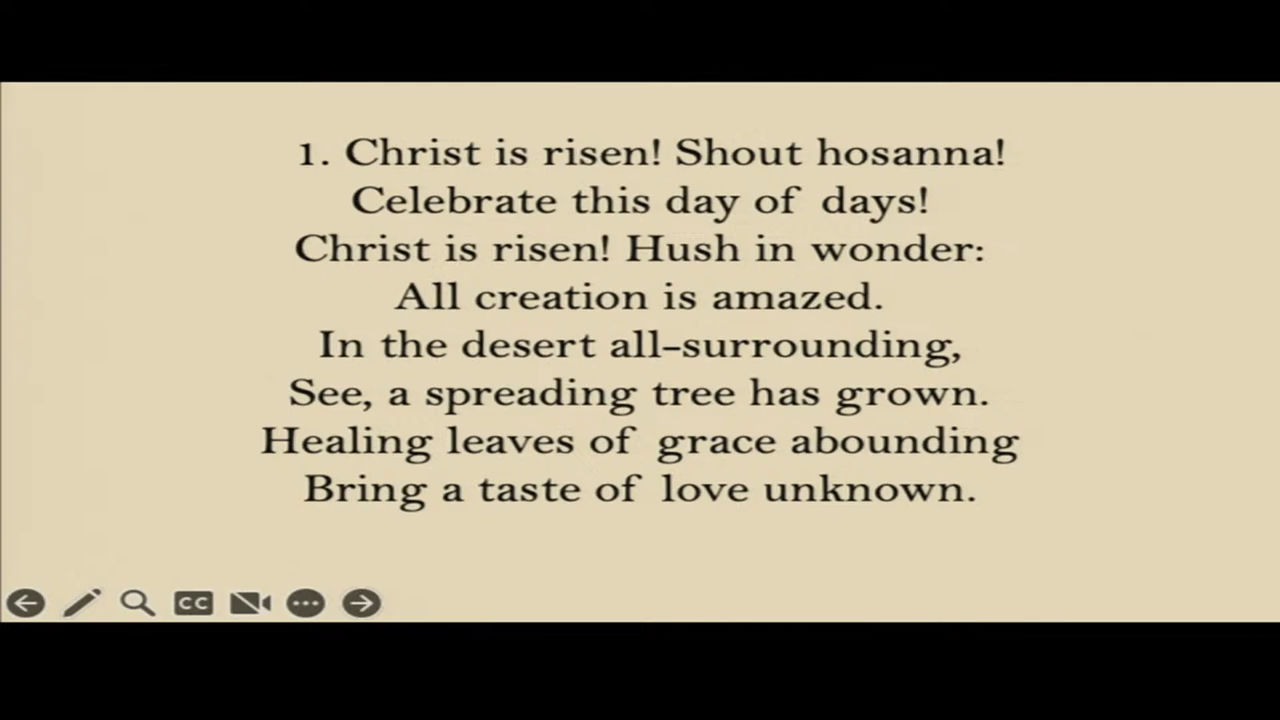 1. Christ is risen! Shout hosanna!
Celebrate this day of days!
Christ is risen! Hush in wonder:
All creation is amazed.
In the desert all-surrounding,
See, a spreading tree has grown.
Healing leaves of grace abounding
Bring a taste of love unknown.
CC